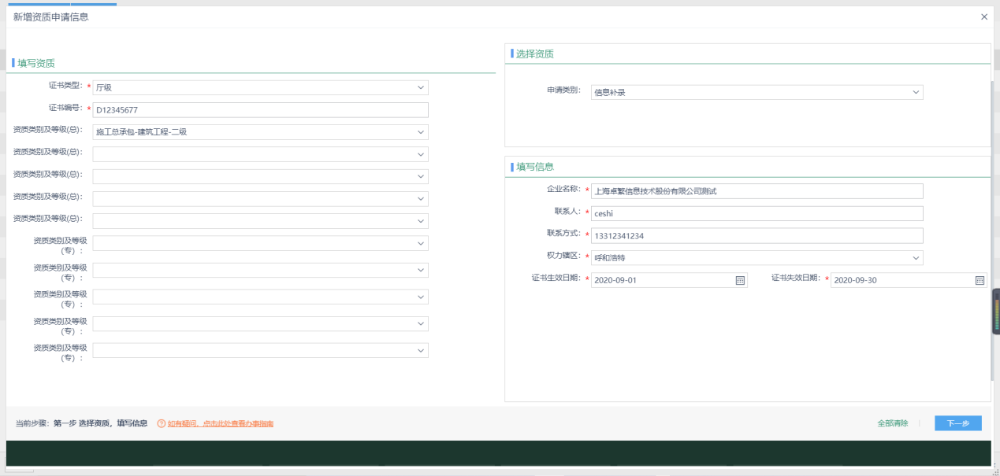 新增资质申请信息
填写资质
证书类型: * 厅级
证书编号: * D12345677
资质类别及等级(总): 施工总承包-建筑工程-二级
资质类别及等级(总):
资质类别及等级(总):
资质类别及等级(总):
资质类别及等级(总):
资质类别及等级
(专) :
资质类别及等级
(专) :
资质类别及等级
(专) :
资质类别及等级
(专) :
资质类别及等级
(专) :
选择资质
申请类别: 信息补录
填写信息
企业名称: * 上海卓繁信息技术股份有限公司测试
联系人: * ceshi
联系方式: * 13312341234
权力辖区: * 呼和浩特
证书生效日期: * 2020-09-01 证书失效日期: * 2020-09-30
当前步骤: 第一步 选择资质，填写信息 如有疑问、点击此处查看办事指南 全部清除 下一步